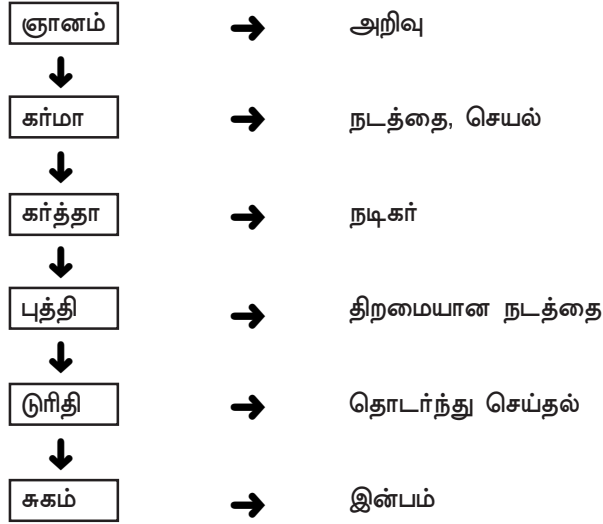 ஞானம் → அறிவு
கர்மா → நடத்தை, செயல்
கர்த்தா → நடிகர்
புத்தி → திறமையான நடத்தை
டுரிதி → தொடர்ந்து செய்தல்
சுகம் → இன்பம்